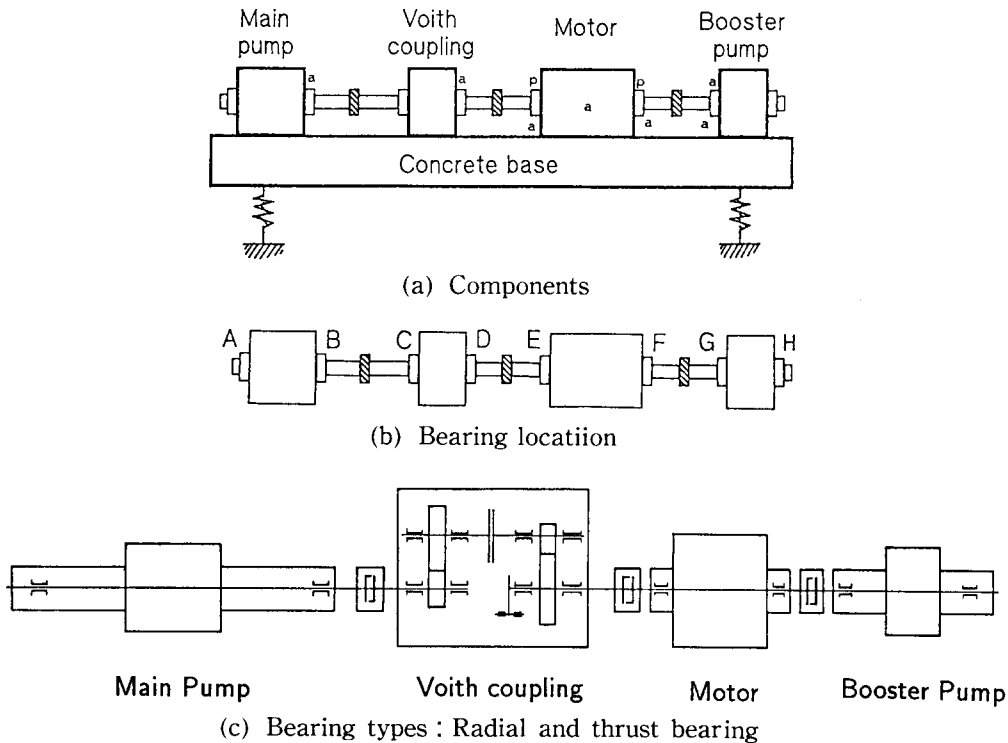 Main pump
Voith coupling
Motor
Booster pump
a a p p a
a
a a a
Concrete base
(a) Components
A B C D E F G H
(b) Bearing locatiion
Main Pump Voith coupling Motor Booster Pump
(c) Bearing types : Radial and thrust bearing